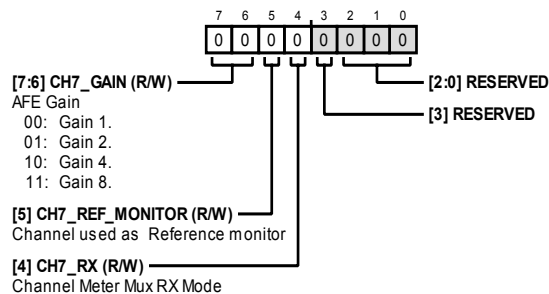 7 6 5 4 3 2 1 0
0 0 0 0 0 0 0 0
[7:6] CH7_GAIN (R/W)
AFE Gain
00: Gain 1.
01: Gain 2.
10: Gain 4.
11: Gain 8.
[5] CH7_REF_MONITOR (R/W)
Channel used as Reference monitor
[4] CH7_RX (R/W)
Channel Meter Mux RX Mode
[2:0] RESERVED
[3] RESERVED